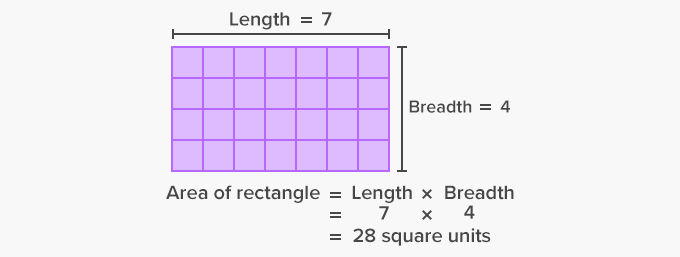 Length = 7
Breadth = 4
Area of rectangle = Length × Breadth
= 7 × 4
= 28 square units